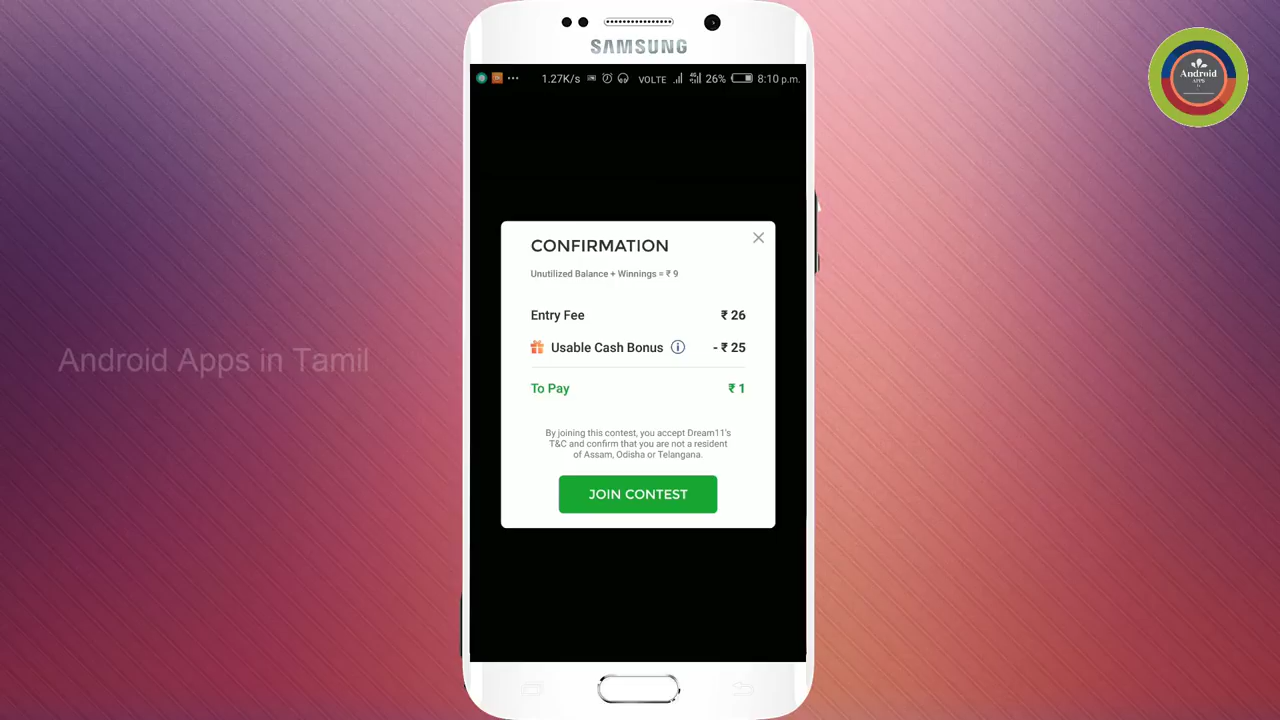 SAMSUNG
1.27K/s VOLTE 26% 8:10 p.m.
Android
APPS
CONFIRMATION
Unutilized Balance + Winnings = ₹ 9
Entry Fee ₹ 26
Usable Cash Bonus - ₹ 25
To Pay ₹ 1
By joining this contest, you accept Dream11's
T&C and confirm that you are not a resident
of Assam, Odisha or Telangana.
JOIN CONTEST
Android Apps in Tamil